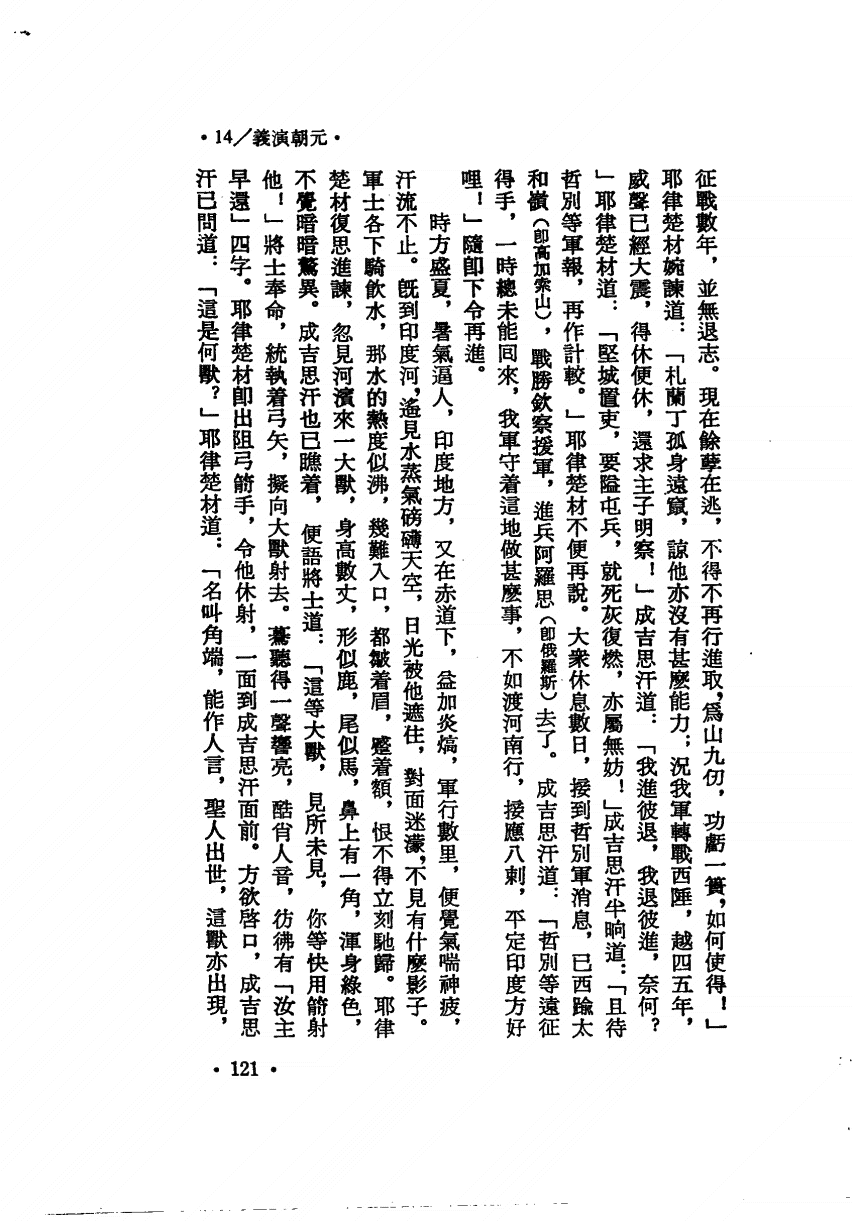 ·14／義演朝元·
征戰數年，並無退志。現在餘孽在逃，不得不再行進取，爲山九仞，功虧一簣，如何使得！」
耶律楚材婉諫道：「札蘭丁孤身遠竄，諒他亦沒有甚麽能力；況我軍轉戰西陲，越四五年，
威聲已經大震，得休便休，還求主子明察！」成吉思汗道：「我進彼退，我退彼進，奈何？
」耶律楚材道：「堅城置吏，要隘屯兵，就死灰復燃，亦屬無妨！」成吉思汗半晌道：「且待
哲別等軍報，再作計較。」耶律楚材不便再說。大衆休息數日，接到哲別軍消息，已西踰太
和嶺（卽高加索山），戰勝欽察援軍，進兵阿羅思（卽俄羅斯）去了。成吉思汗道：「哲別等遠征
得手，一時總未能囘來，我軍守着這地做甚麽事，不如渡河南行，接應八剌，平定印度方好
哩！」隨卽下令再進。
時方盛夏，暑氣逼人，印度地方，又在赤道下，益加炎熇，軍行數里，便覺氣喘神疲，
汗流不止。旣到印度河，遙見水蒸氣磅礴天空，日光被他遮住，對面迷濛，不見有什麽影子。
軍士各下騎飲水，那水的熱度似沸，幾難入口，都皺着眉，蹙着額，恨不得立刻馳歸。耶律
楚材復思進諫，忽見河濱來一大獸，身高數丈，形似鹿，尾似馬，鼻上有一角，渾身綠色，
不覺暗暗驚異。成吉思汗也已瞧着，便語將士道：「這等大獸，見所未見，你等快用箭射
他！」將士奉命，統執着弓矢，擬向大獸射去。驀聽得一聲響亮，酷肖人音，彷彿有「汝主
早還」四字。耶律楚材卽出阻弓箭手，令他休射，一面到成吉思汗面前。方欲啓口，成吉思
汗已問道：「這是何獸？」耶律楚材道：「名叫角端，能作人言，聖人出世，這獸亦出現，
·121·